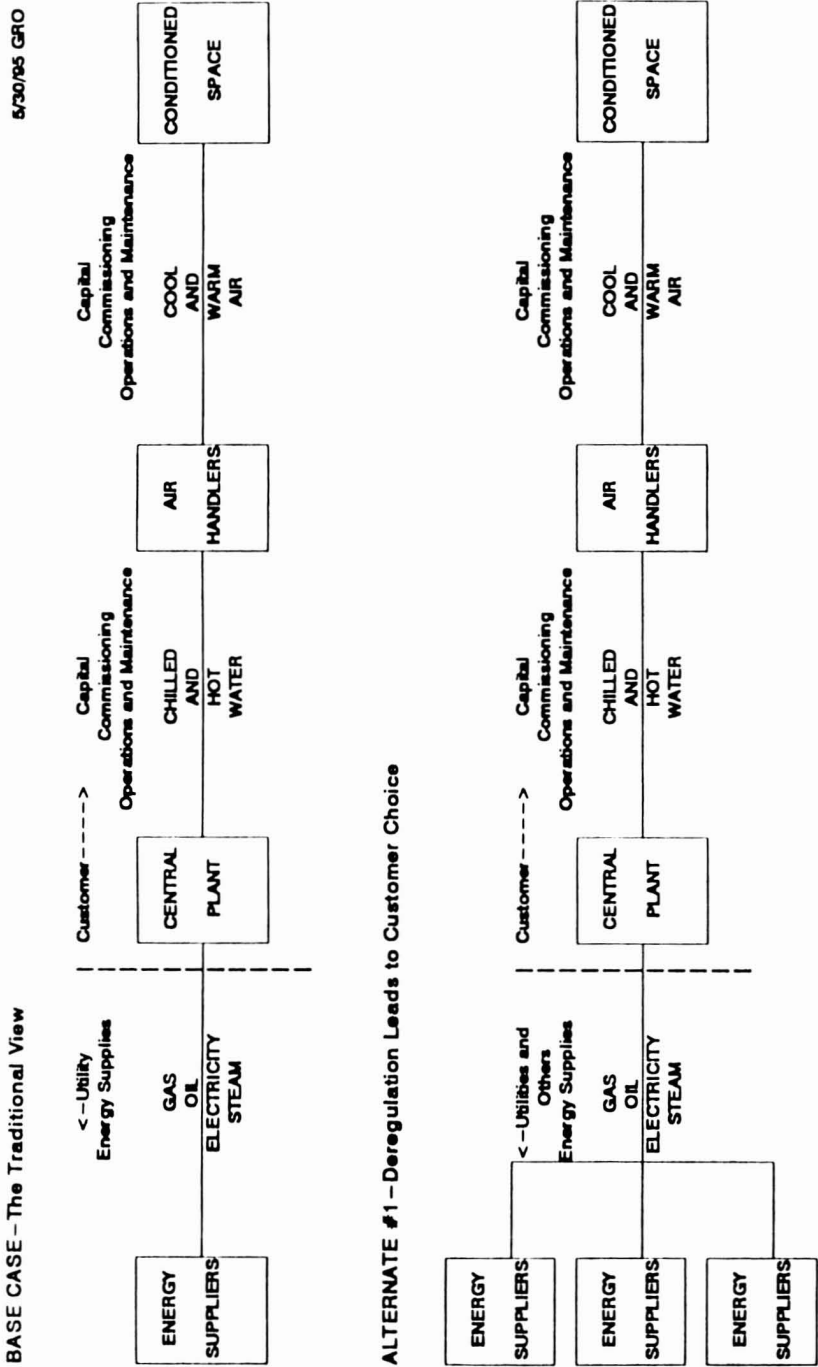 5/30/95 GRO
BASE CASE-The Traditional View
<-Utility
Energy Supplies
Customer----->
Capital
Commissioning
Operations and Maintenance
Capital
Commissioning
Operations and Maintenance
ENERGY
SUPPLIERS
GAS
OIL
ELECTRICITY
STEAM
CENTRAL
PLANT
CHILLED
AND
HOT
WATER
AIR
HANDLERS
COOL
AND
WARM
AIR
CONDITIONED
SPACE
ALTERNATE #1-Deregulation Leads to Customer Choice
<-Utilities and
Others
Energy Supplies
Customer----->
Capital
Commissioning
Operations and Maintenance
Capital
Commissioning
Operations and Maintenance
ENERGY
SUPPLIERS
ENERGY
SUPPLIERS
ENERGY
SUPPLIERS
GAS
OIL
ELECTRICITY
STEAM
CENTRAL
PLANT
CHILLED
AND
HOT
WATER
AIR
HANDLERS
COOL
AND
WARM
AIR
CONDITIONED
SPACE